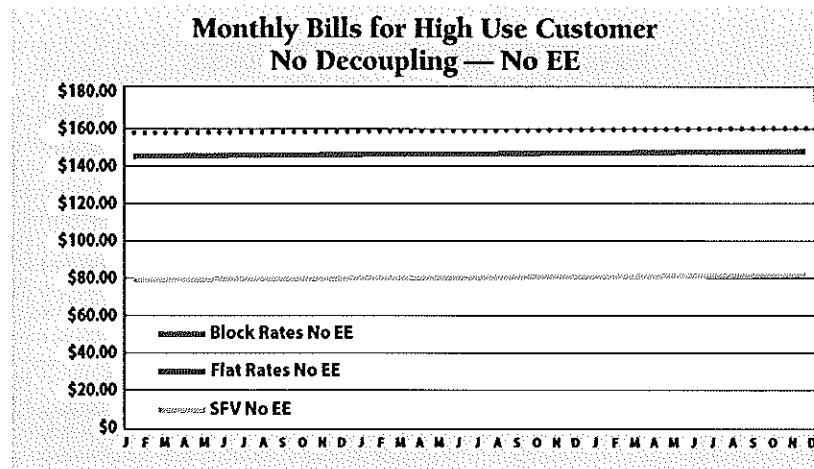 Monthly Bills for High Use Customer
No Decoupling — No EE
$180.00
$160.00
$140.00
$120.00
$100.00
$80.00
$60.00
$40.00
$20.00
$0
Block Rates No EE
Flat Rates No EE
SFV No EE
J F M A M J J A S O N D J F M A M J J A S O N D J F M A M J J A S O N D